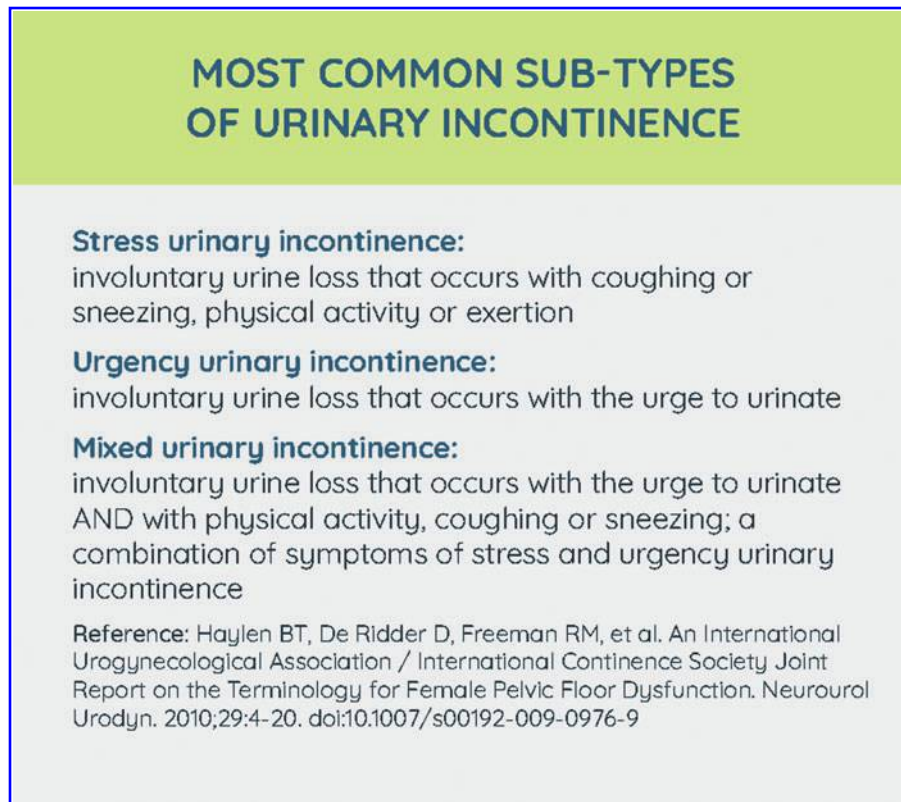 MOST COMMON SUB-TYPES
OF URINARY INCONTINENCE
Stress urinary incontinence:
involuntary urine loss that occurs with coughing or
sneezing, physical activity or exertion
Urgency urinary incontinence:
involuntary urine loss that occurs with the urge to urinate
Mixed urinary incontinence:
involuntary urine loss that occurs with the urge to urinate
AND with physical activity, coughing or sneezing; a
combination of symptoms of stress and urgency urinary
incontinence
Reference: Haylen BT, De Ridder D, Freeman RM, et al. An International
Urogynecological Association / International Continence Society Joint
Report on the Terminology for Female Pelvic Floor Dysfunction. Neurourol
Urodyn. 2010;29:4-20. doi:10.1007/s00192-009-0976-9